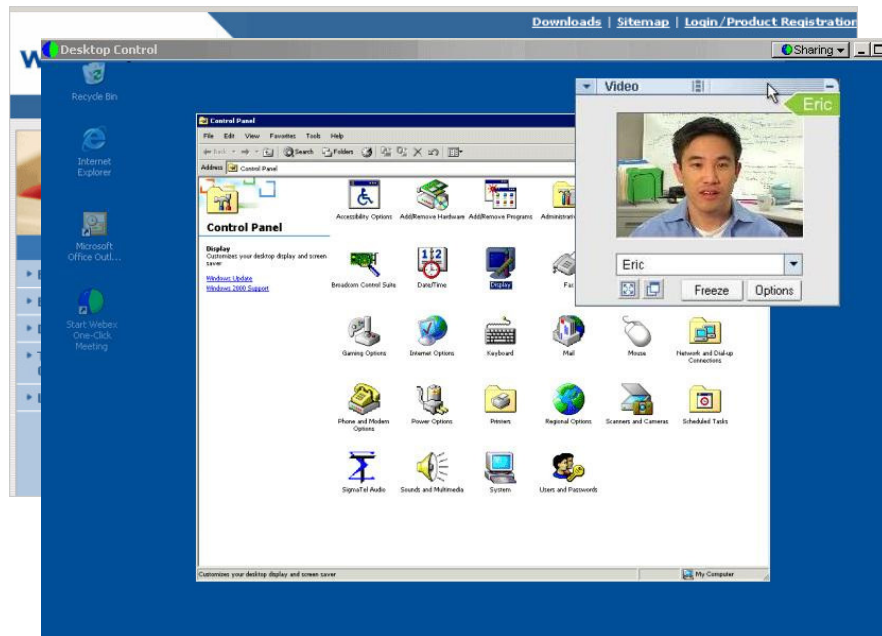 Downloads | Sitemap | Login/Product Registration
Desktop Control
Sharing
Recycle Bin
Internet
Explorer
Microsoft
Office Outl...
Start Webex
One-Click
Meeting
Video
Eric
Eric
Freeze
Options
Control Panel
File Edit View Favorites Tools Help
Search Folders
Address Control Panel
Control Panel
Display
Customizes your desktop display and screen
saver
Windows Update
Windows 2000 Support
Accessibility Options
Add/Remove Hardware
Add/Remove Programs
Broadcom Control Suite
Date/Time
Display
Gaming Options
Internet Options
Keyboard
Mail
Mouse
Network and Dial-up
Connections
Phone and Modem
Options
Power Options
Printers
Regional Options
Scanners and Cameras
Scheduled Tasks
SigmaTel Audio
Sounds and Multimedia
System
Users and Passwords
Customizes your desktop display and screen saver
My Computer